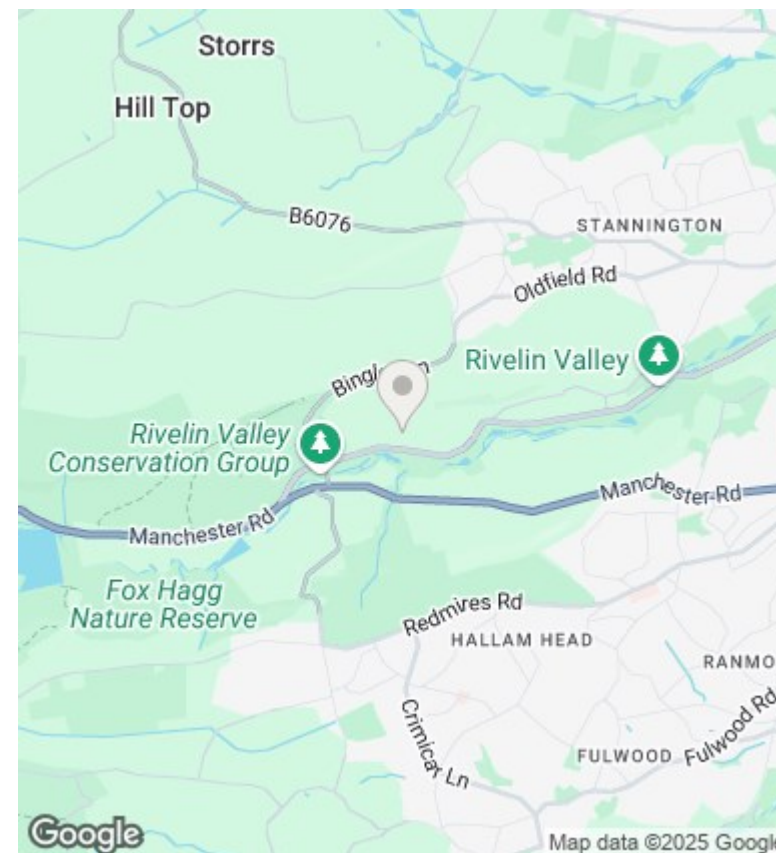 Storrs
Hill Top
B6076
STANNINGTON
Oldfield Rd
Rivelin Valley
Rivelin Valley
Conservation Group
Manchester Rd
Manchester Rd
Fox Hagg
Nature Reserve
Redmires Rd
HALLAM HEAD
RANMO
Crimicar Ln
FULWOOD
Fulwood Rd
Google
Map data ©2025 Google